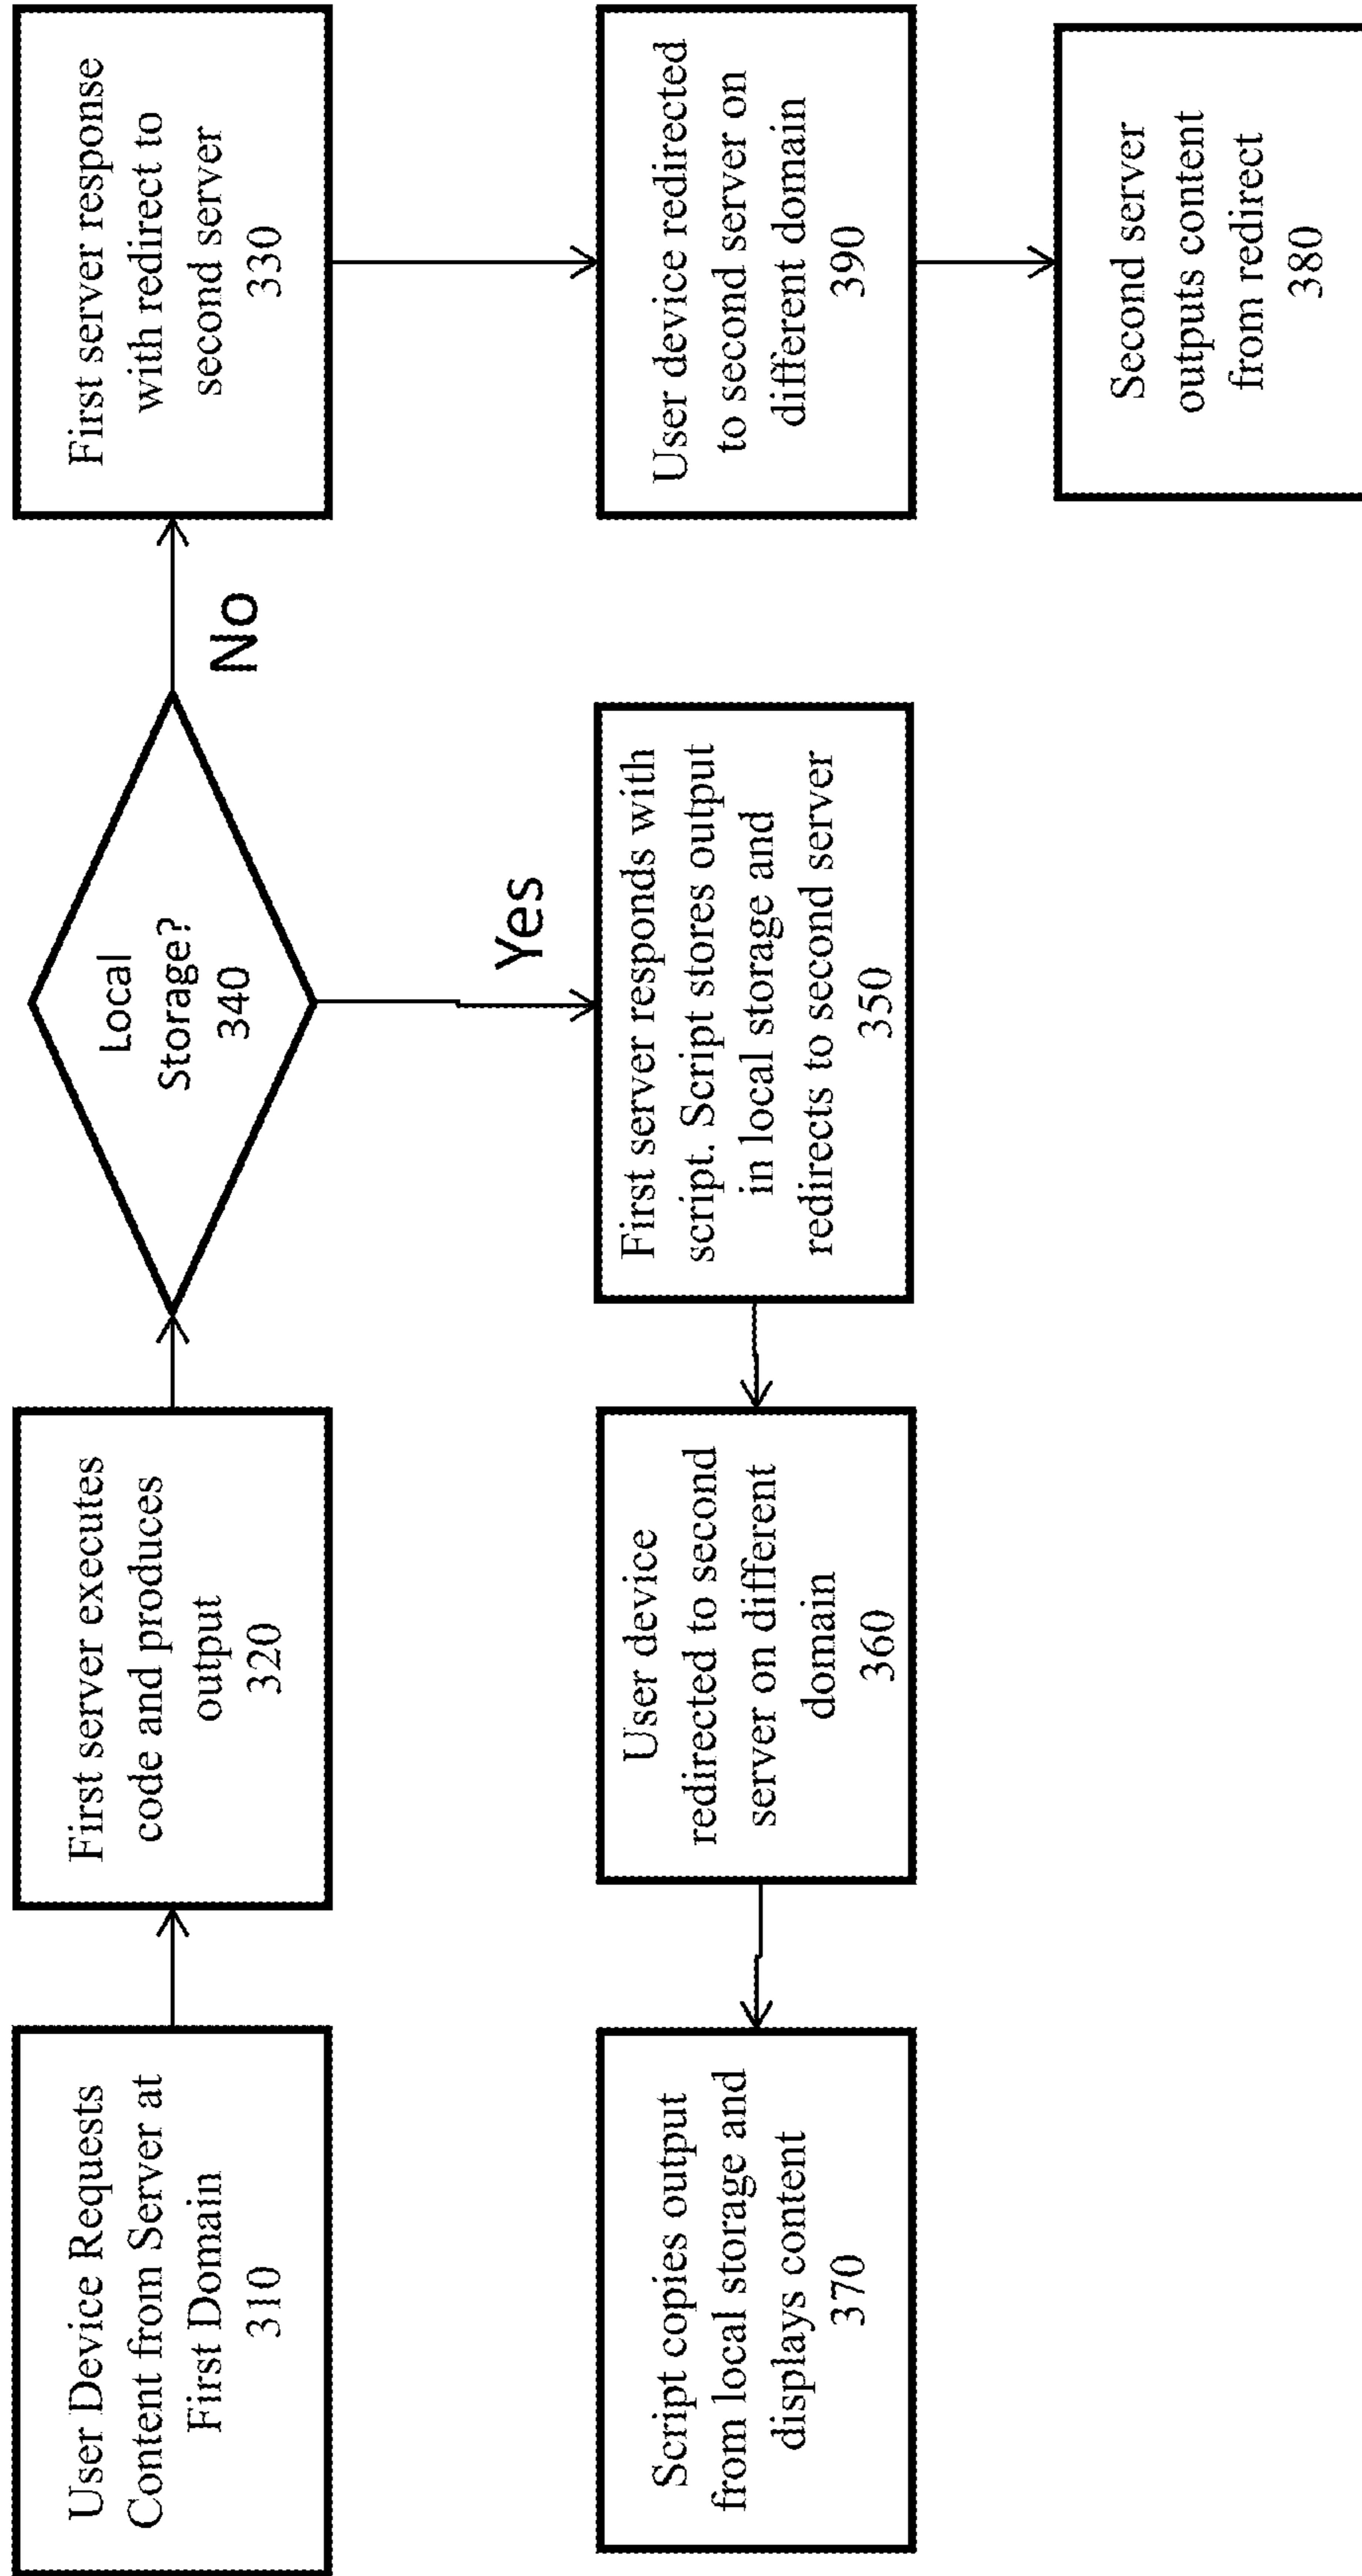 User Device Requests
Content from Server at
First Domain
310
First server executes
code and produces
output
320
Local
Storage?
340
No
First server response
with redirect to
second server
330
Yes
First server responds with
script. Script stores output
in local storage and
redirects to second server
350
User device
redirected to second
server on different
domain
360
Script copies output
from local storage and
displays content
370
User device redirected
to second server on
different domain
390
Second server
outputs content
from redirect
380